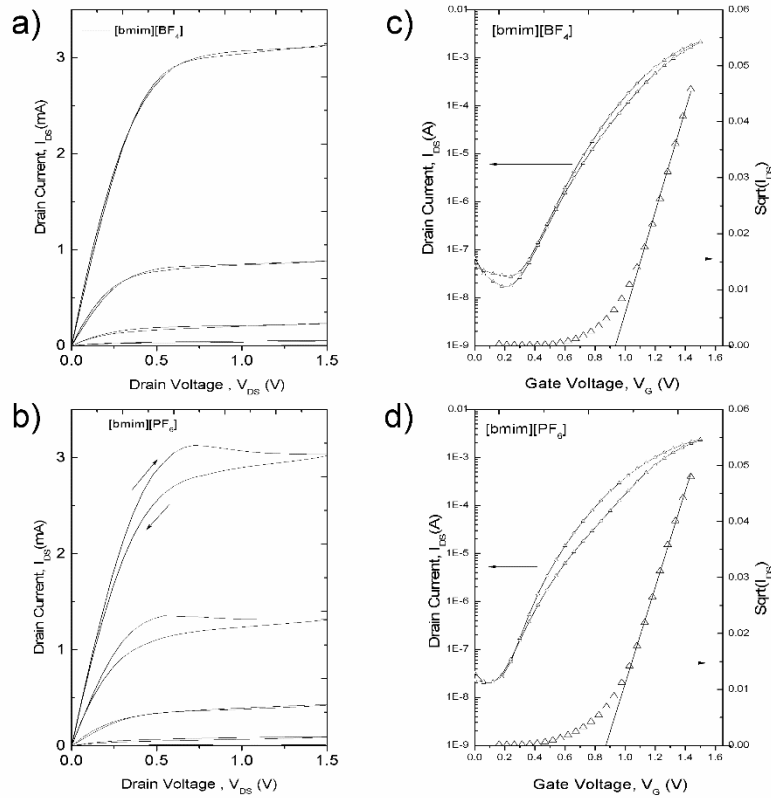 a)
[bmim][BF4]
Drain Current, IDS(mA)
3
2
1
0
0.0 0.5 1.0 1.5
Drain Voltage , VDS (V)
c)
[bmim][BF4]
Drain Current, IDS(A)
0.01
1E-3
1E-4
1E-5
1E-6
1E-7
1E-8
1E-9
0.06
0.05
0.04
0.03
0.02
0.01
0.00
Sqrt(IDS)
0.0 0.2 0.4 0.6 0.8 1.0 1.2 1.4 1.6
Gate Voltage, VG (V)
b)
[bmim][PF6]
Drain Current, IDS(mA)
3
2
1
0
0.0 0.5 1.0 1.5
Drain Voltage , VDS (V)
d)
[bmim][PF6]
Drain Current, IDS(A)
0.01
1E-3
1E-4
1E-5
1E-6
1E-7
1E-8
1E-9
0.06
0.05
0.04
0.03
0.02
0.01
0.00
Sqrt(IDS)
0.0 0.2 0.4 0.6 0.8 1.0 1.2 1.4 1.6
Gate Voltage, VG (V)